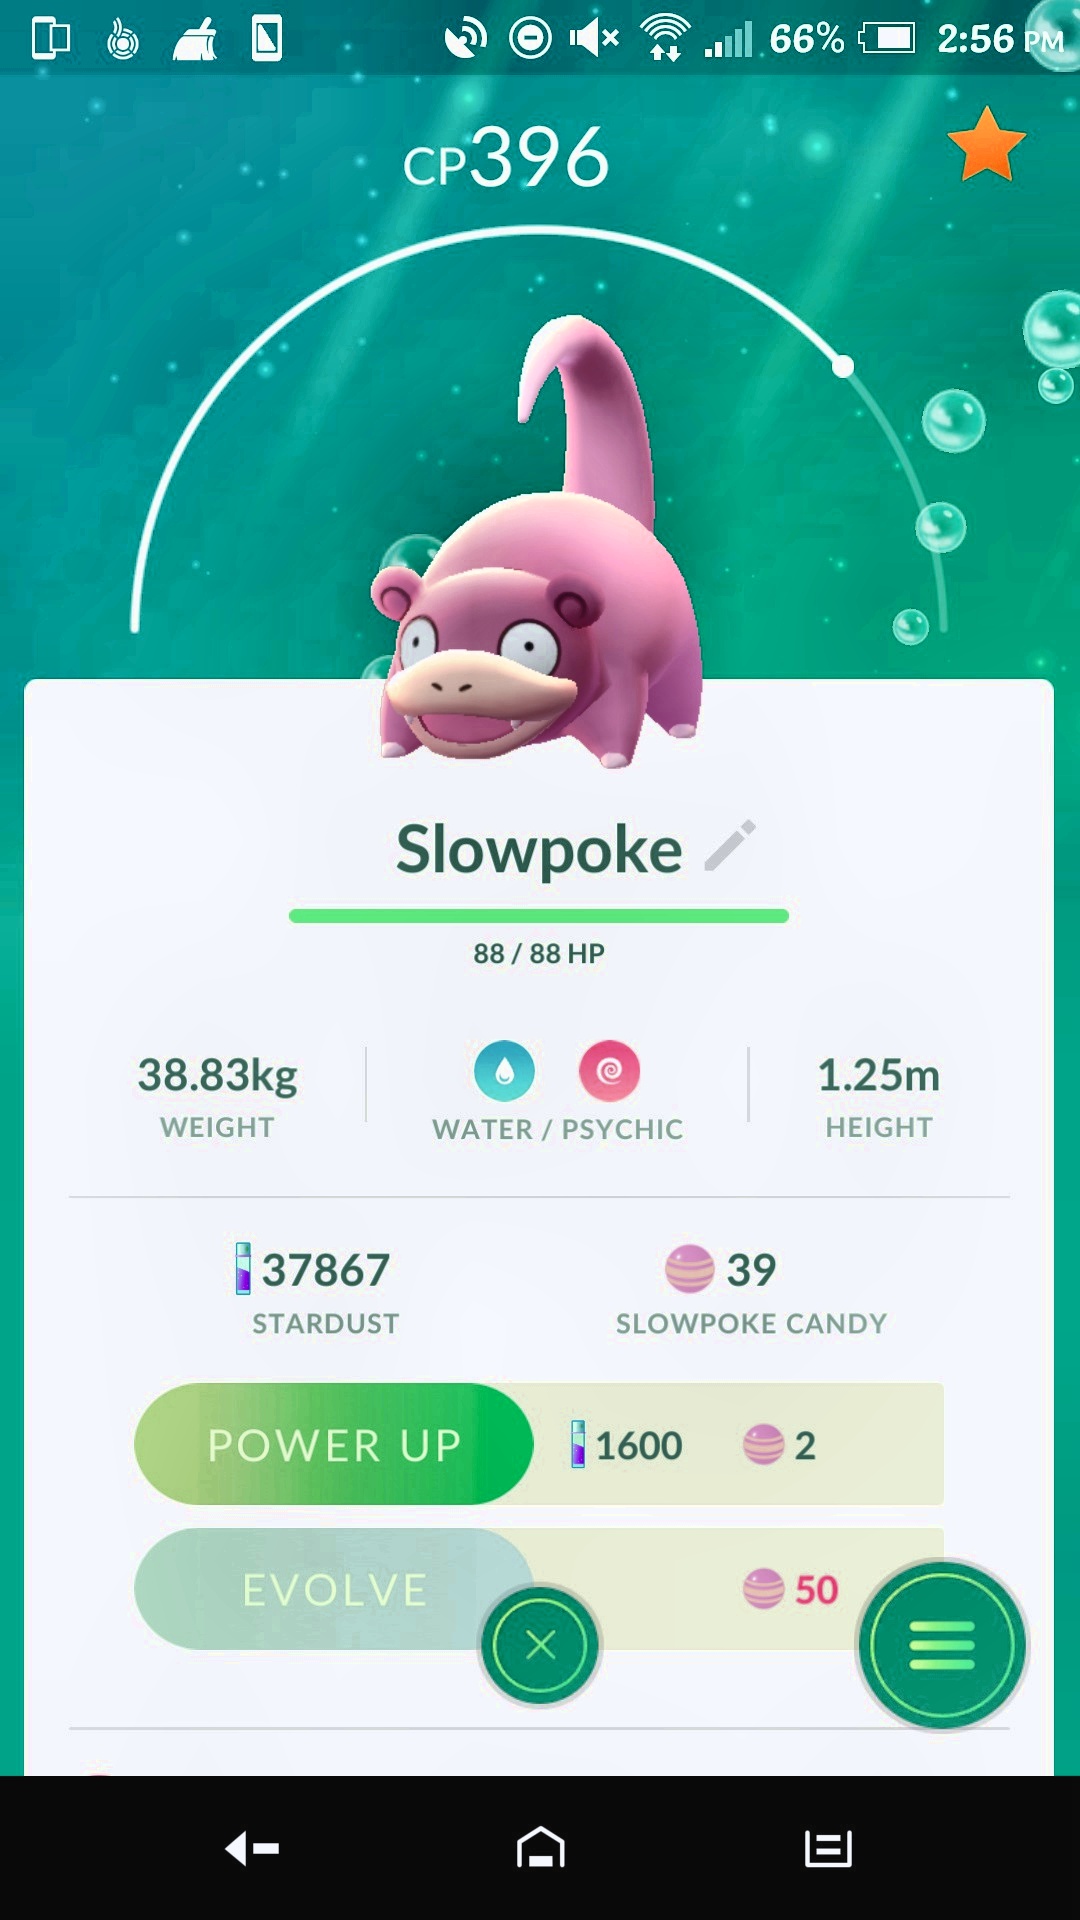 66% 2:56 PM
CP396
Slowpoke
88 / 88 HP
38.83kg
WEIGHT
WATER / PSYCHIC
1.25m
HEIGHT
37867
STARDUST
39
SLOWPOKE CANDY
POWER UP 1600 2
EVOLVE 50